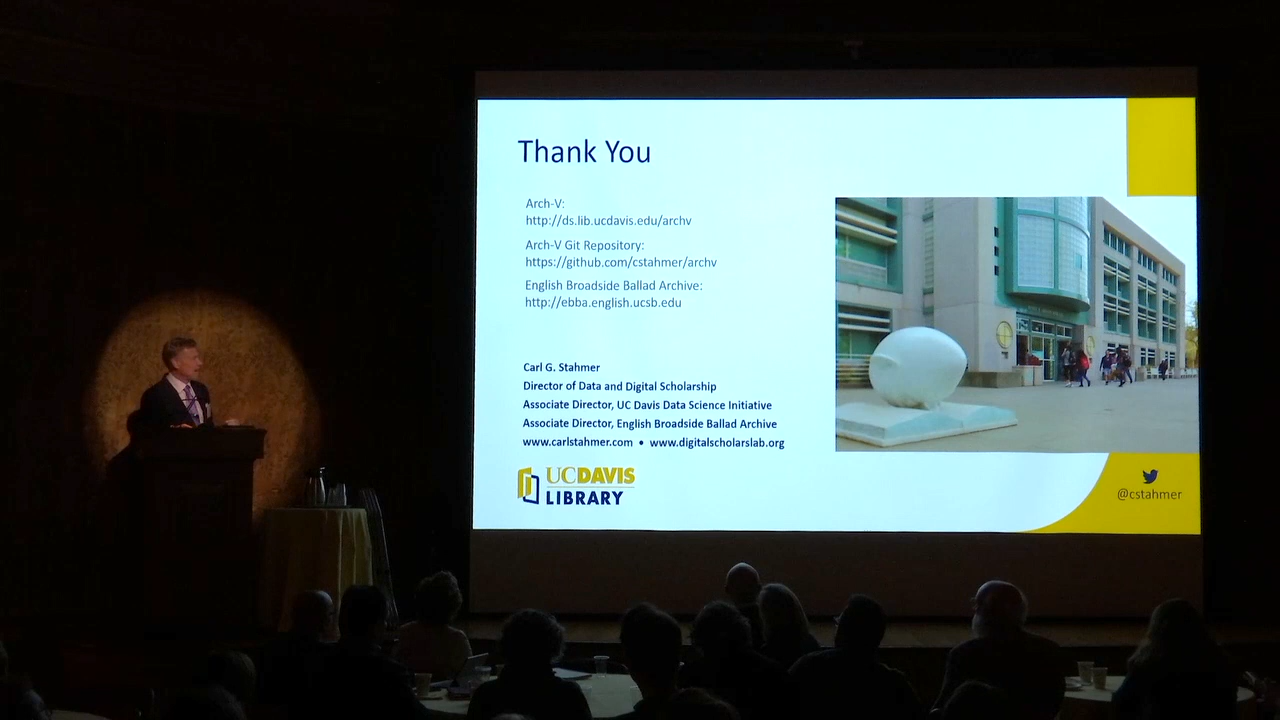 Thank You
Arch-V:
http://ds.lib.ucdavis.edu/archv
Arch-V Git Repository:
https://github.com/cstahmer/archv
English Broadside Ballad Archive:
http://ebba.english.ucsb.edu
Carl G. Stahmer
Director of Data and Digital Scholarship
Associate Director, UC Davis Data Science Initiative
Associate Director, English Broadside Ballad Archive
www.carlstahmer.com • www.digitalscholarslab.org
UCDAVIS
LIBRARY
@cstahmer